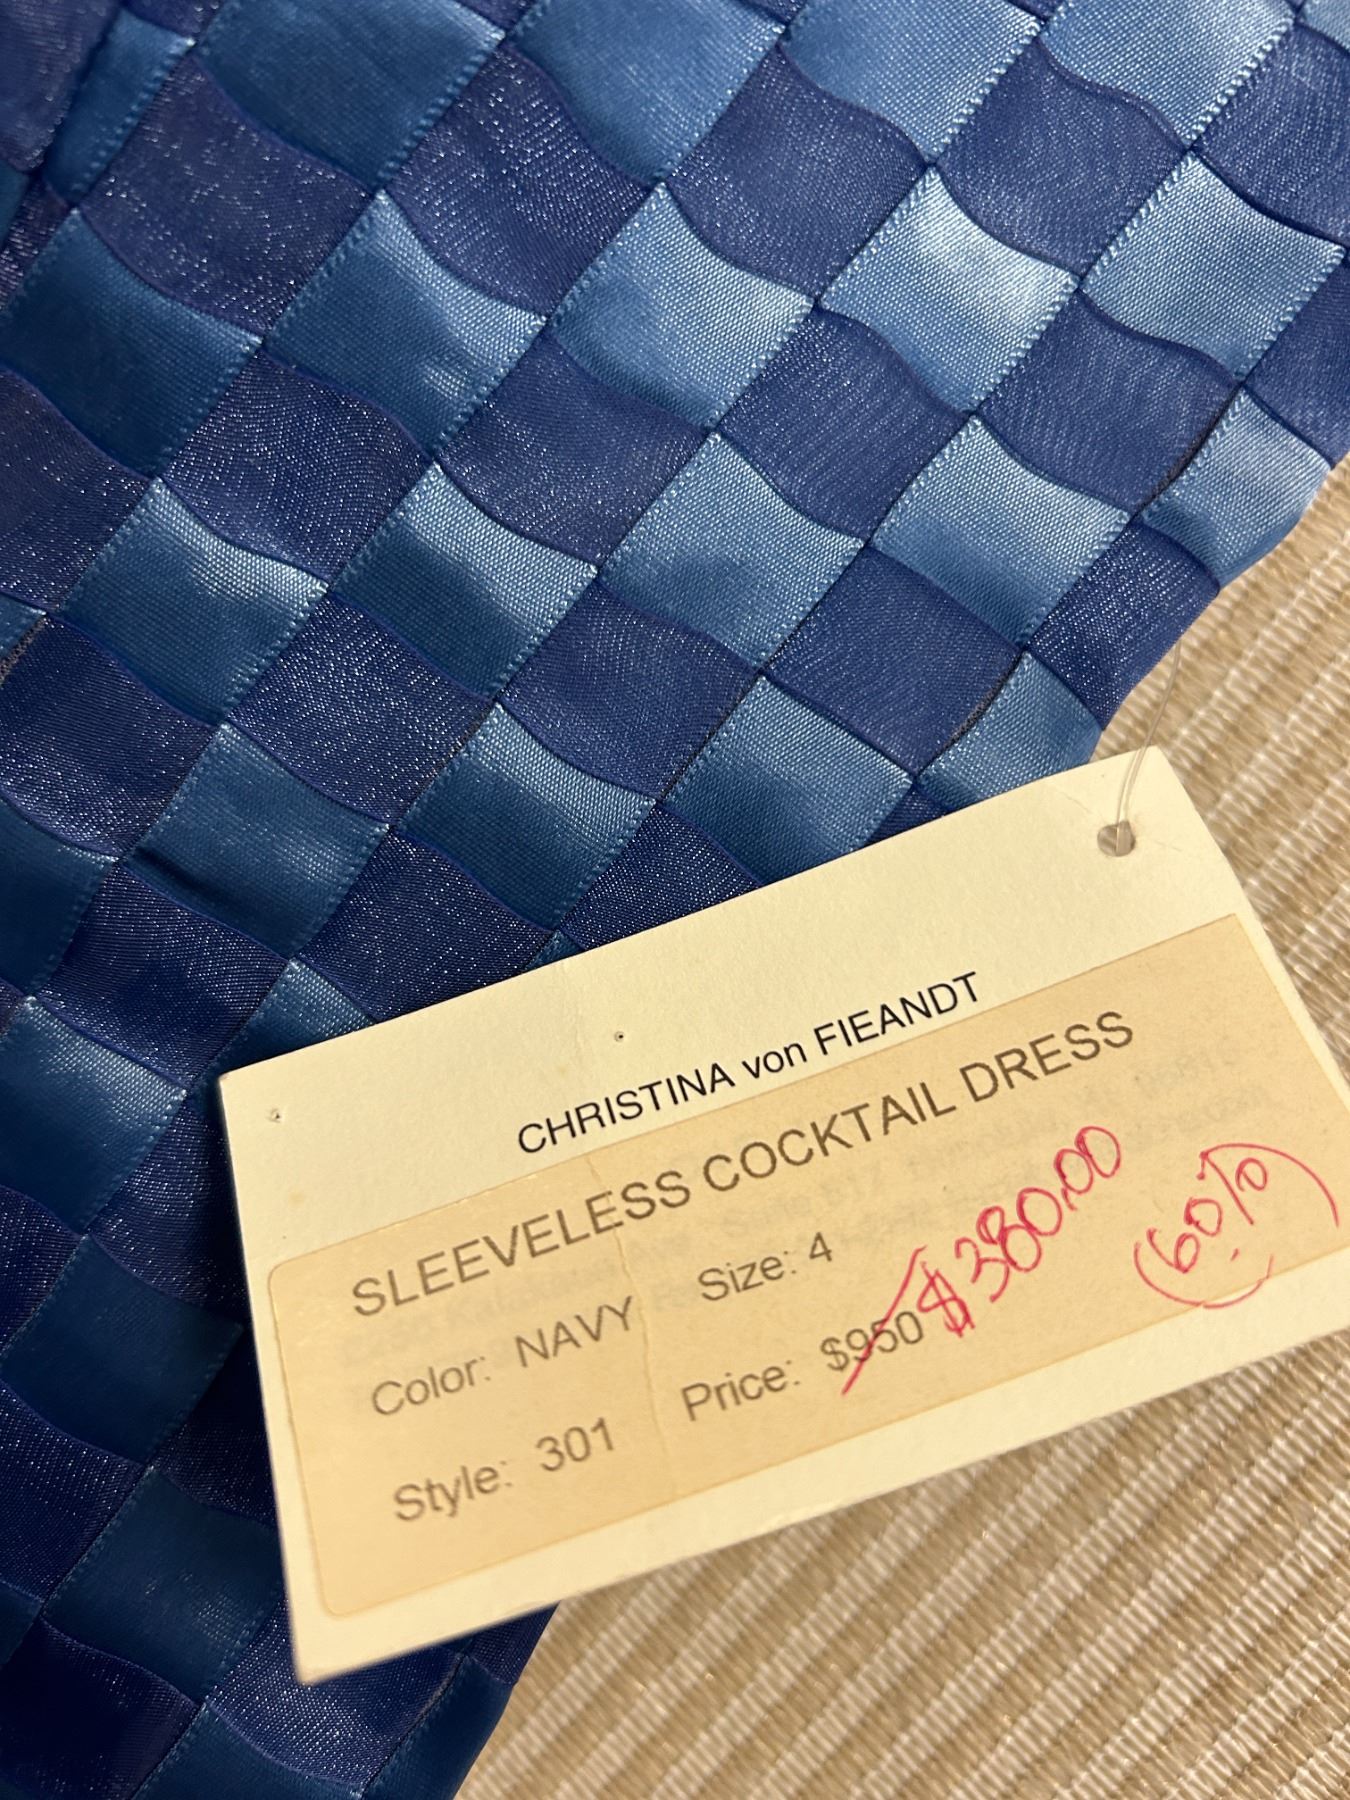 CHRISTINA von FIEANDT
SLEEVELESS COCKTAIL DRESS
Color: NAVY Size: 4
Style: 301 Price: $950 $380.00 (60%)